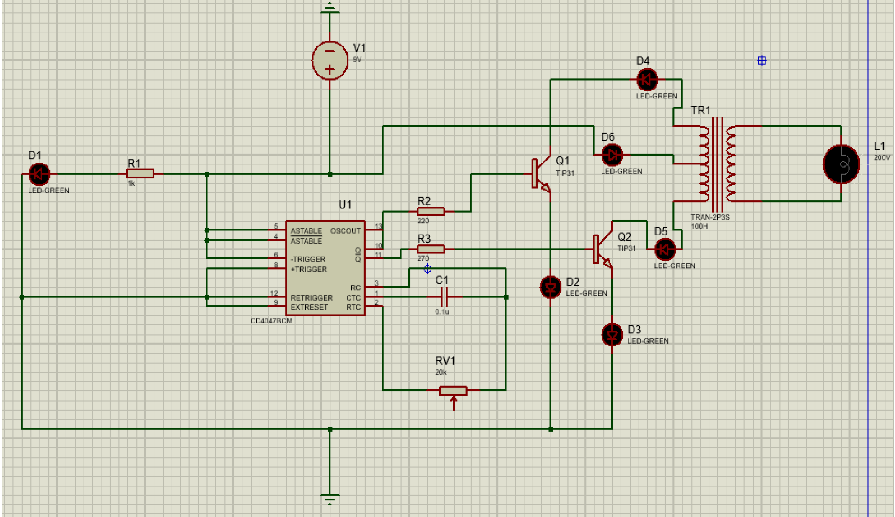 V1
9V
D4
LED-GREEN
TR1
D6
LED-GREEN
Q1
TIP31
L1
200V
D1
LED-GREEN
R1
1k
U1
R2
220
R3
270
Q2
TIP31
TRAN-2P3S
100H
D5
LED-GREEN
5 ASTABLE OSCOUT 13
4 ASTABLE
Q 10
6 -TRIGGER Q 11
8 +TRIGGER
RC 3
12 RETRIGGER CTC 1
9 EXTRESET RTC 2
CD4047BCM
C1
0.1u
D2
LED-GREEN
D3
LED-GREEN
RV1
20k